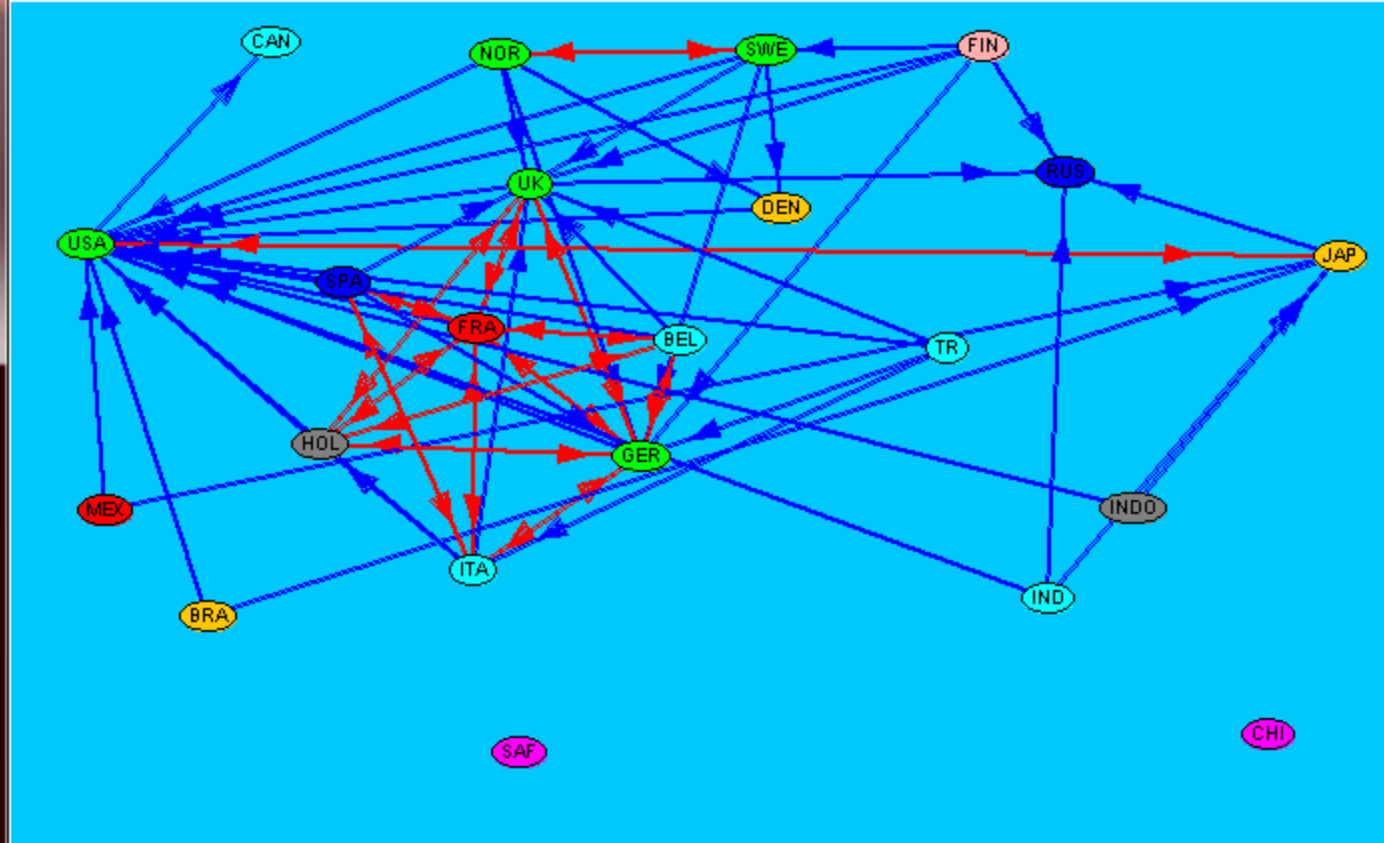 CAN
NOR
SWE
FIN
UK
RUS
DEN
USA
JAP
SPA
FRA
BEL
TR
HOL
GER
MEX
INDO
ITA
IND
BRA
SAF
CHI